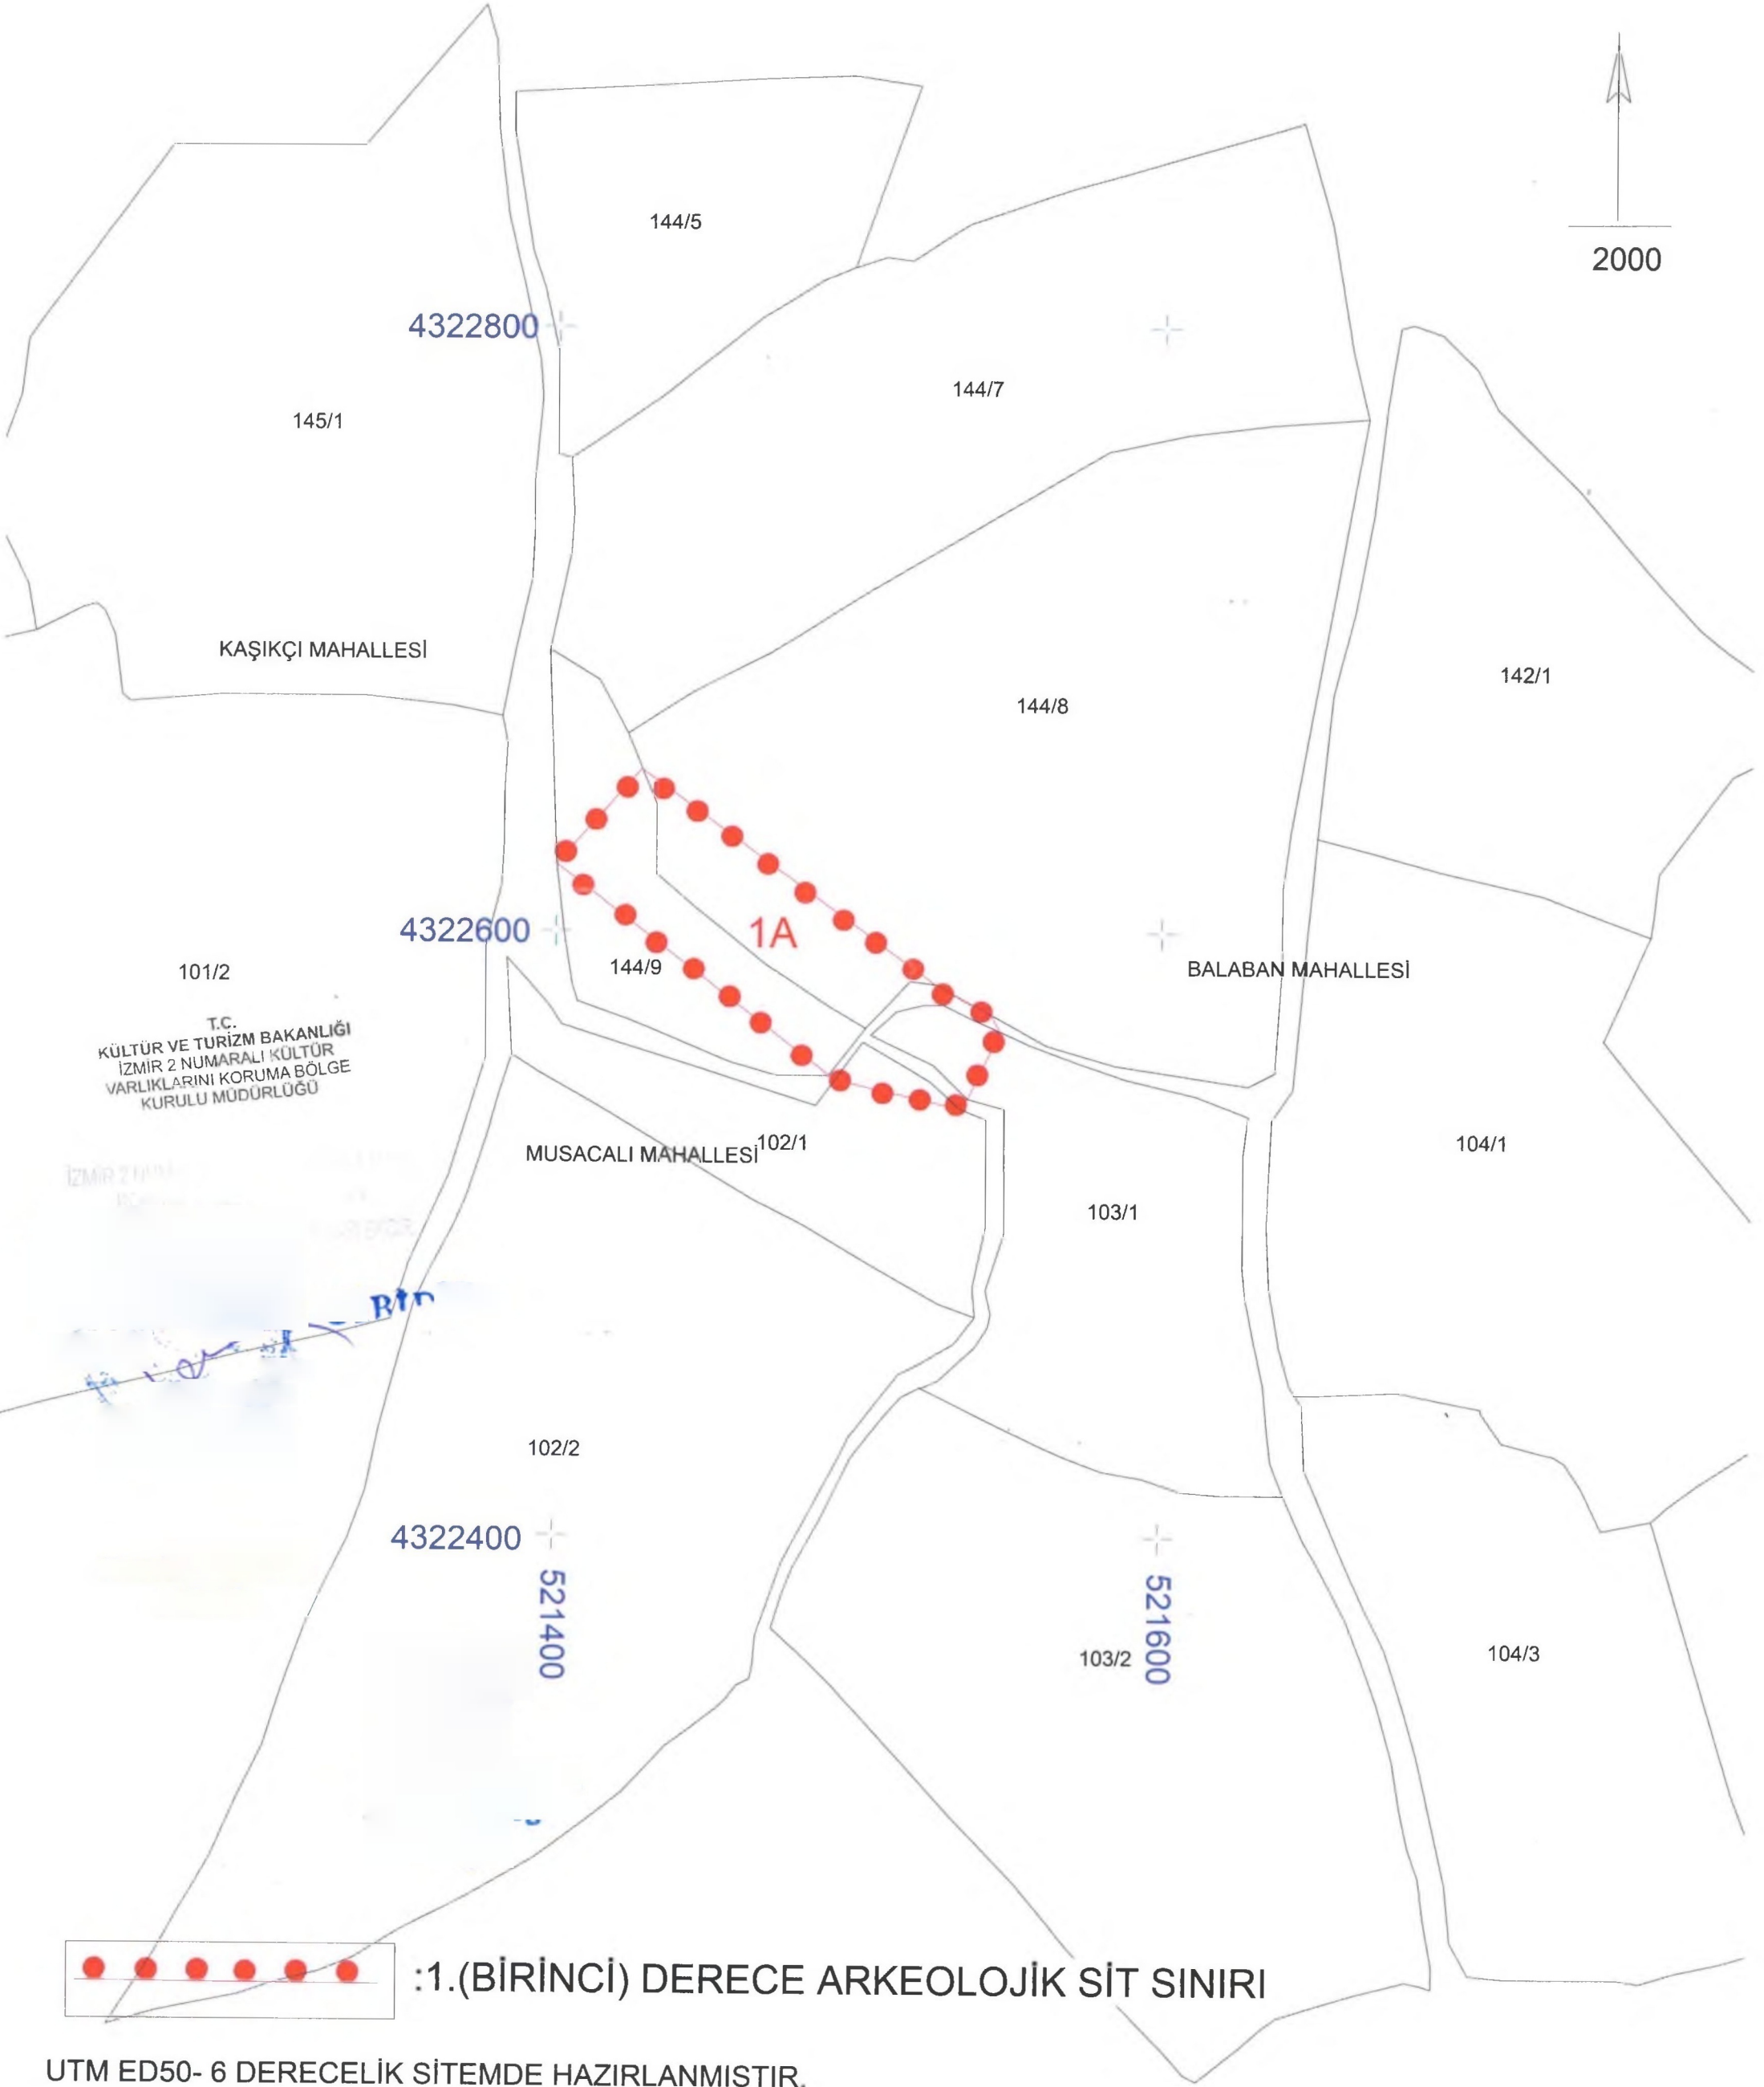 144/5
2000
4322800
144/7
145/1
KAŞIKÇI MAHALLESİ
142/1
144/8
4322600
1A
144/9
BALABAN MAHALLESİ
101/2
T.C.
KÜLTÜR VE TURİZM BAKANLIĞI
İZMİR 2 NUMARALI KÜLTÜR
VARLIKLARINI KORUMA BÖLGE
KURULU MÜDÜRLÜĞÜ
MUSACALI MAHALLESİ
102/1
104/1
103/1
102/2
4322400
521400
521600
103/2
104/3
:1.(BİRİNCİ) DERECE ARKEOLOJİK SİT SINIRI
UTM ED50- 6 DERECELİK SİTEMDE HAZIRLANMISTIR.